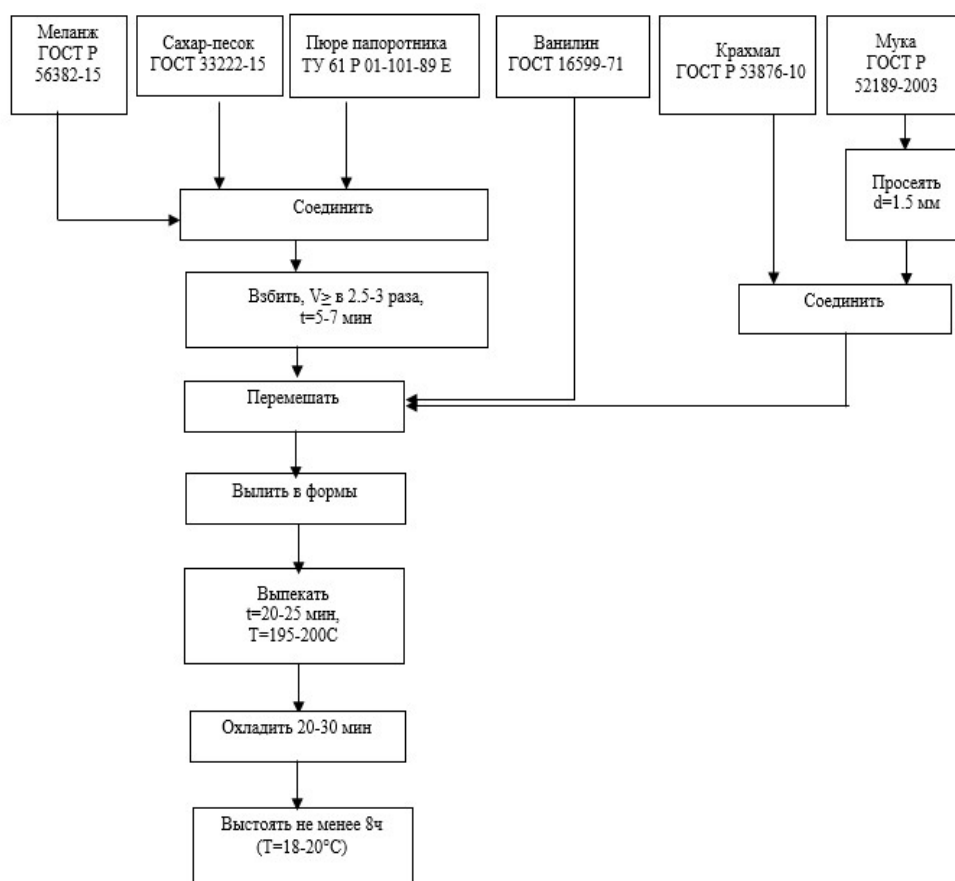 Меланж
ГОСТ Р
56382-15
Сахар-песок
ГОСТ 33222-15
Пюре папоротника
ТУ 61 Р 01-101-89 Е
Ванилин
ГОСТ 16599-71
Крахмал
ГОСТ Р 53876-10
Мука
ГОСТ Р
52189-2003
Просеять
d=1.5 мм
Соединить
Соединить
Взбить, V≥ в 2.5-3 раза,
t=5-7 мин
Перемешать
Вылить в формы
Выпекать
t=20-25 мин,
T=195-200С
Охладить 20-30 мин
Выстоять не менее 8ч
(Т=18-20°С)